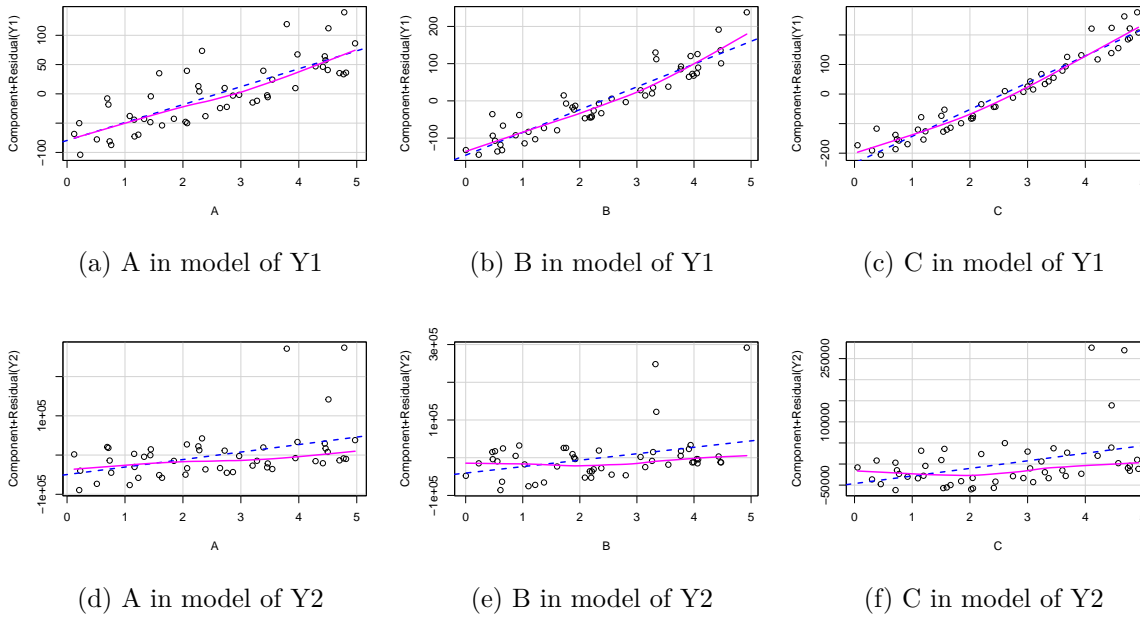 Component+Residual(Y1)
-100
0
50
100
0
1
2
3
4
5
A
(a) A in model of Y1
Component+Residual(Y1)
-100
0
100
200
0
1
2
3
4
5
B
(b) B in model of Y1
Component+Residual(Y1)
-200
0
100
0
1
2
3
4
C
(c) C in model of Y1
Component+Residual(Y2)
-1e+05
1e+05
0
1
2
3
4
5
A
(d) A in model of Y2
Component+Residual(Y2)
-1e+05
1e+05
3e+05
0
1
2
3
4
5
B
(e) B in model of Y2
Component+Residual(Y2)
-50000
100000
250000
0
1
2
3
4
C
(f) C in model of Y2